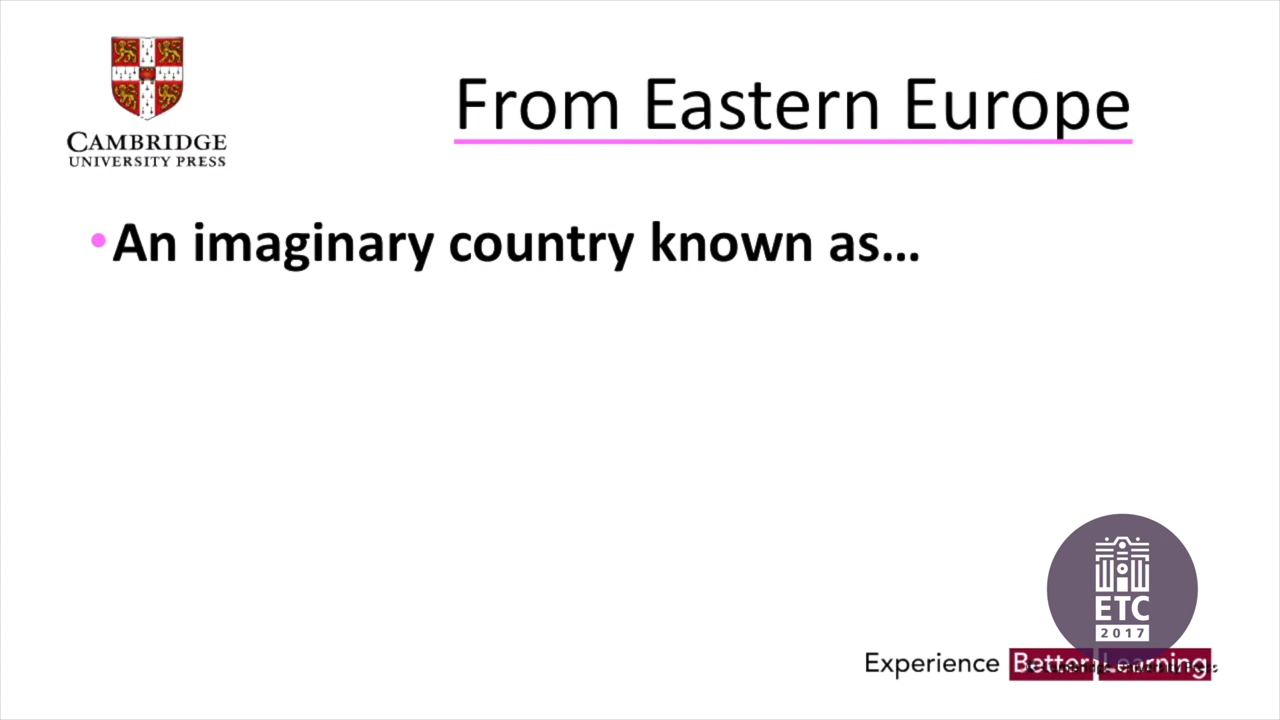 CAMBRIDGE
UNIVERSITY PRESS
From Eastern Europe
•An imaginary country known as...
ETC
2017
Experience Better Learning